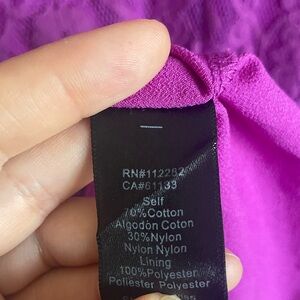 RN#112282
CA#61133
Self
70%Cotton
Algodón Coton
30%Nylon
Nylon Nylon
Lining
100%Polyester
Poliester Polyester